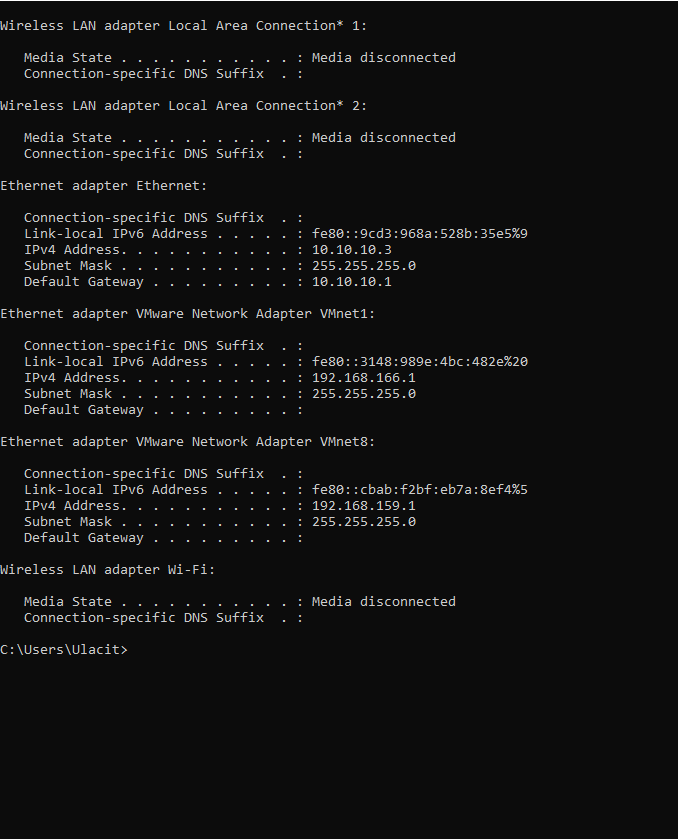 Wireless LAN adapter Local Area Connection* 1:
Media State . . . . . . . . . . . : Media disconnected
Connection-specific DNS Suffix  . :
Wireless LAN adapter Local Area Connection* 2:
Media State . . . . . . . . . . . : Media disconnected
Connection-specific DNS Suffix  . :
Ethernet adapter Ethernet:
Connection-specific DNS Suffix  . :
Link-local IPv6 Address . . . . . : fe80::9cd3:968a:528b:35e5%9
IPv4 Address. . . . . . . . . . . : 10.10.10.3
Subnet Mask . . . . . . . . . . . : 255.255.255.0
Default Gateway . . . . . . . . . : 10.10.10.1
Ethernet adapter VMware Network Adapter VMnet1:
Connection-specific DNS Suffix  . :
Link-local IPv6 Address . . . . . : fe80::3148:989e:4bc:482e%20
IPv4 Address. . . . . . . . . . . : 192.168.166.1
Subnet Mask . . . . . . . . . . . : 255.255.255.0
Default Gateway . . . . . . . . . :
Ethernet adapter VMware Network Adapter VMnet8:
Connection-specific DNS Suffix  . :
Link-local IPv6 Address . . . . . : fe80::cbab:f2bf:eb7a:8ef4%5
IPv4 Address. . . . . . . . . . . : 192.168.159.1
Subnet Mask . . . . . . . . . . . : 255.255.255.0
Default Gateway . . . . . . . . . :
Wireless LAN adapter Wi-Fi:
Media State . . . . . . . . . . . : Media disconnected
Connection-specific DNS Suffix  . :
C:\Users\Ulacit>